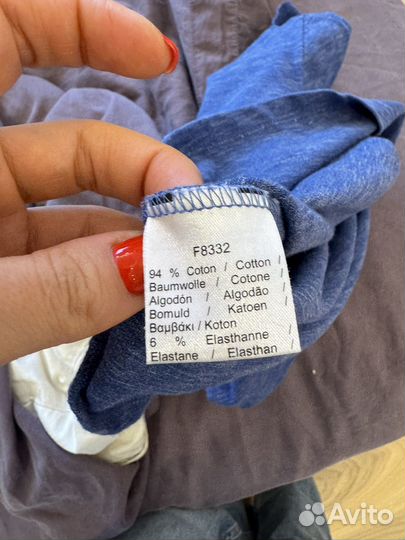 F8332
94 % Coton / Cotton /
Baumwolle / Cotone /
Algodón / Algodão /
Bomuld / Katoen /
Βαμβάκι / Koton
6 % Elasthanne /
Elastane / Elasthan
Avito